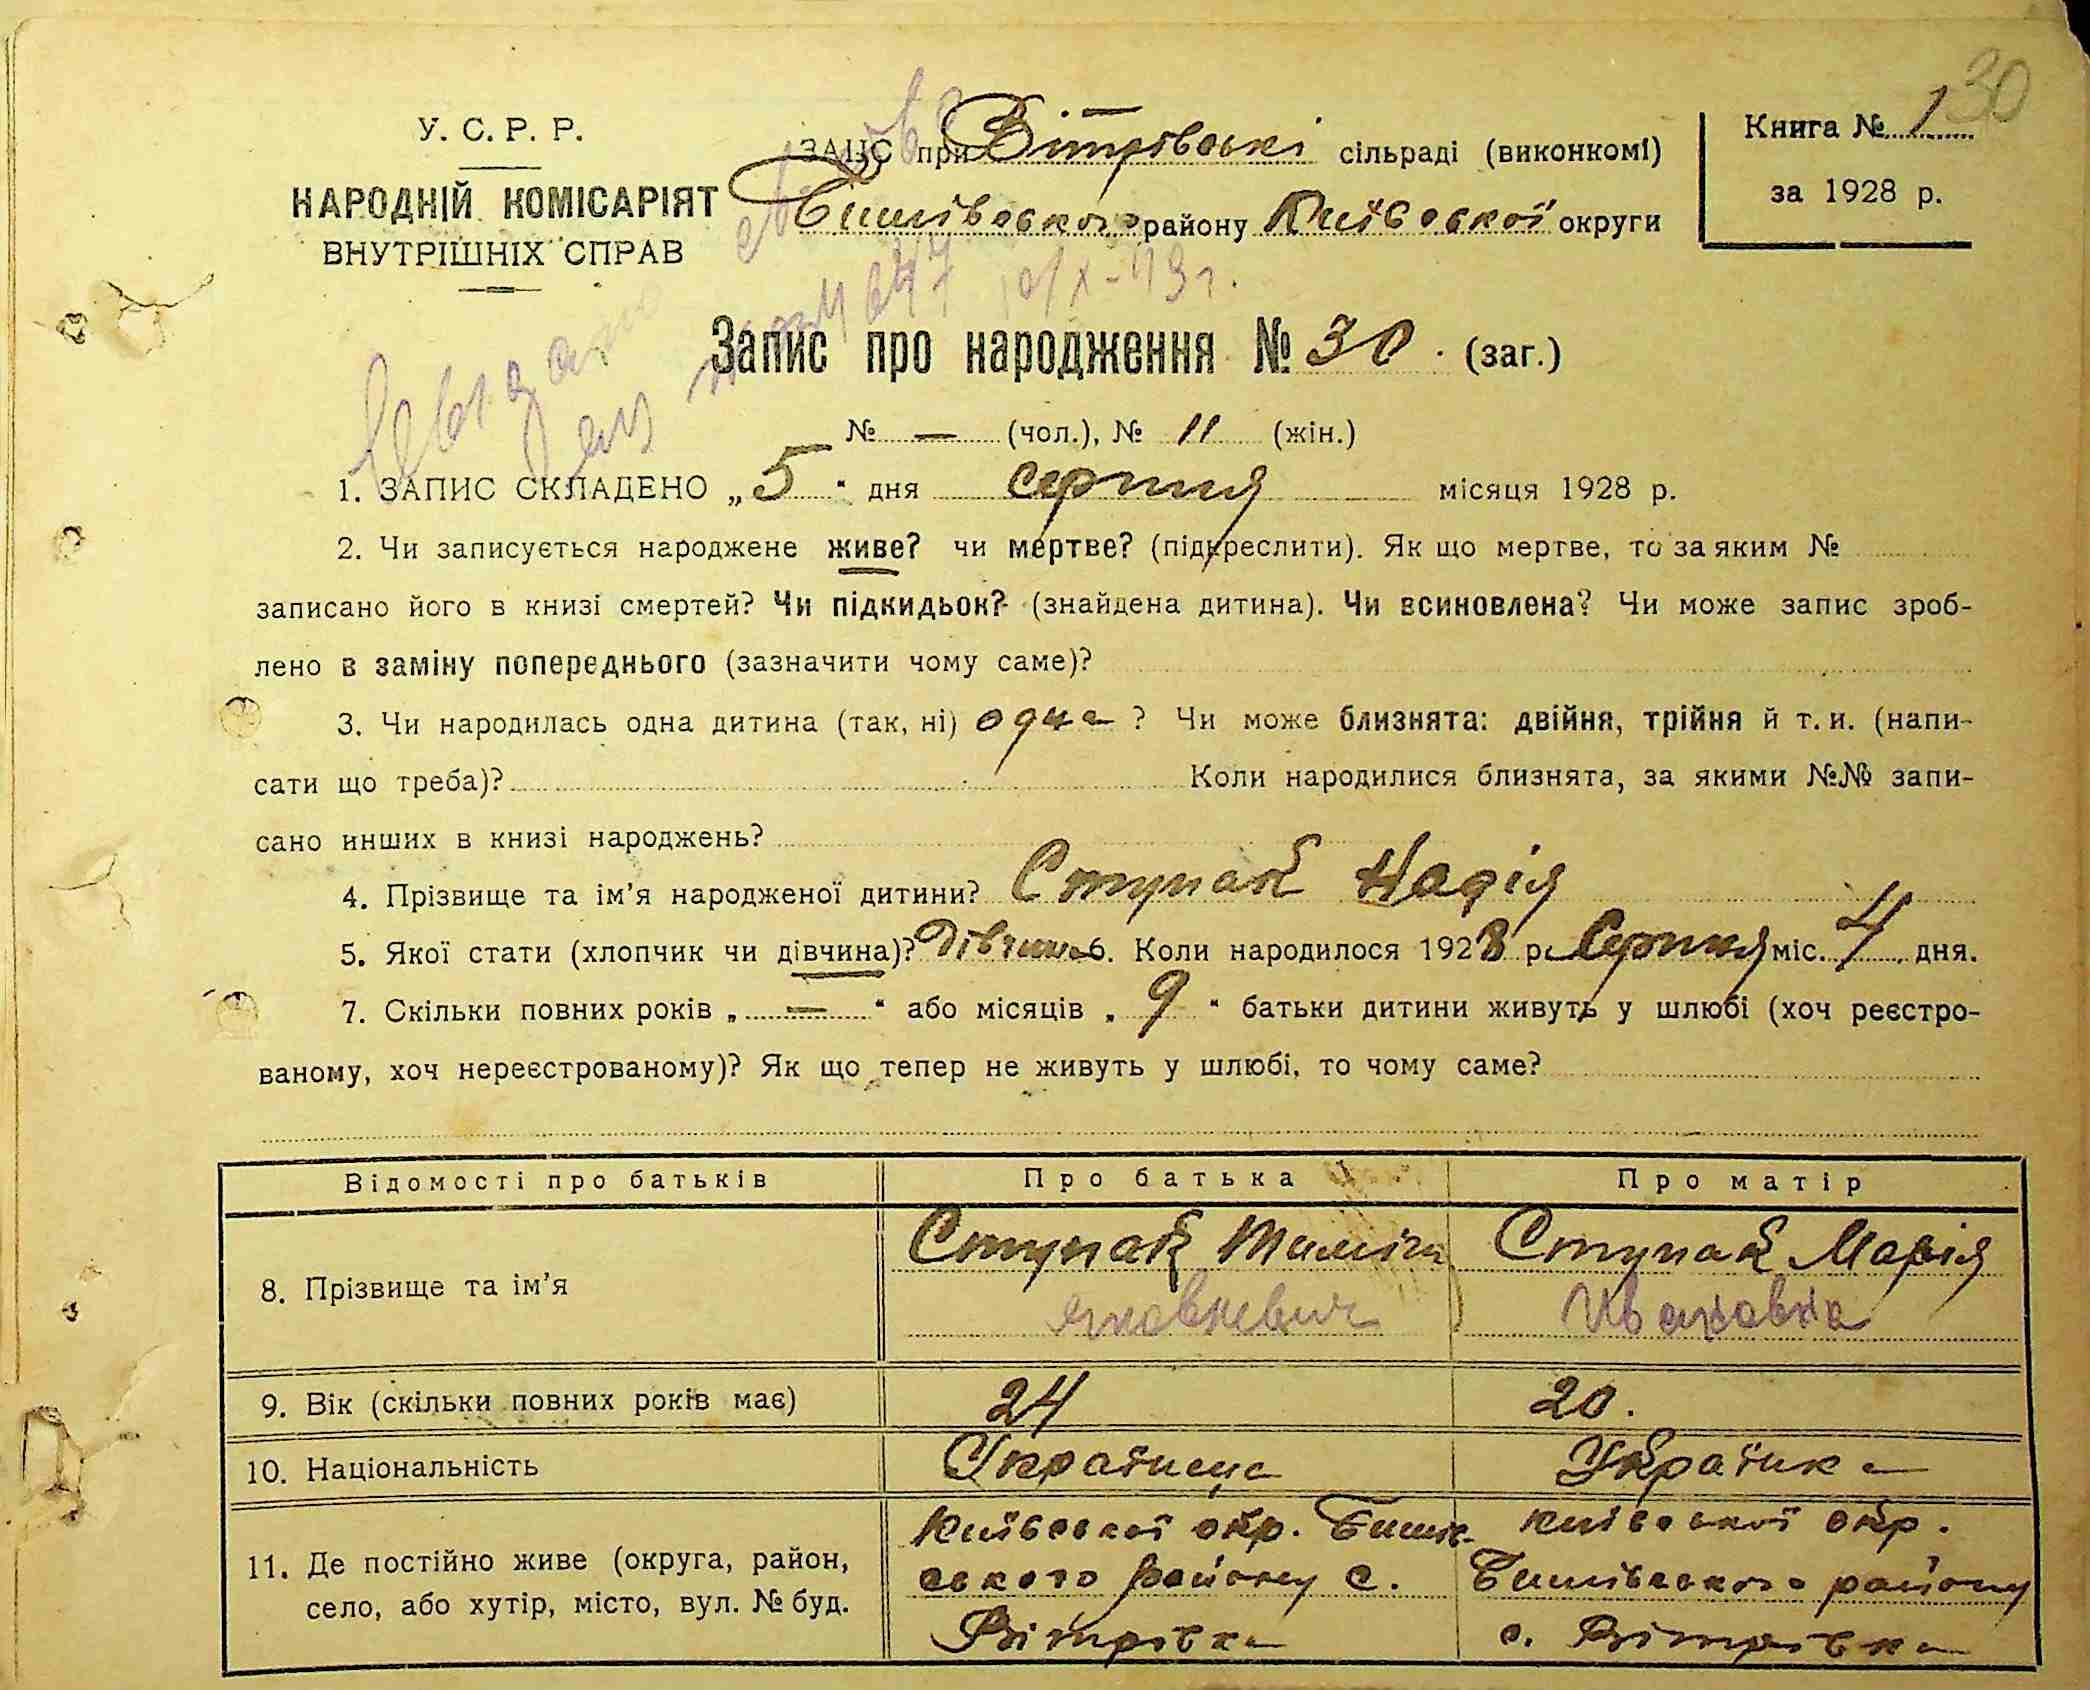 30
У. С. Р. Р.
НАРОДНІЙ КОМІСАРІЯТ
ВНУТРІШНІХ СПРАВ
ЗАЦС при Вітрівські сільраді (виконкомі)
Бишівського району Київської округи
Книга № 1
за 1928 р.
Запис про народження № 30 (заг.)
№ — (чол.), № 11 (жін.)
1. ЗАПИС СКЛАДЕНО „5“ дня серпня місяця 1928 р.
2. Чи записується народжене живе? чи мертве? (підкреслити). Як що мертве, то за яким №
записано його в книзі смертей? Чи підкидьок? (знайдена дитина). Чи всиновлена? Чи може запис зроб-
лено в заміну попереднього (зазначити чому саме)?
3. Чи народилась одна дитина (так, ні) одна ? Чи може близнята: двійня, трійня й т. и. (напи-
сати що треба)? Коли народилися близнята, за якими №№ запи-
сано инших в книзі народжень?
4. Прізвище та ім'я народженої дитини? Ступак Надія
5. Якої стати (хлопчик чи дівчина)? Дівчина 6. Коли народилося 1928 р. Серпня міс. 4 дня.
7. Скільки повних років „—“ або місяців „9“ батьки дитини живуть у шлюбі (хоч реєстро-
ваному, хоч нереєстрованому)? Як що тепер не живуть у шлюбі, то чому саме?
Відомості про батьків
Про батька
Про матір
8. Прізвище та ім'я
Ступак
Ступак Марія
Ивановна
9. Вік (скільки повних років має)
24
20.
10. Національність
Українець
Українка
11. Де постійно живе (округа, район,
село, або хутір, місто, вул. № буд.
Київської окр. Бишів-
ського району с.
Вітрівка
Київської окр.
Бишівського району
с. Вітрівка